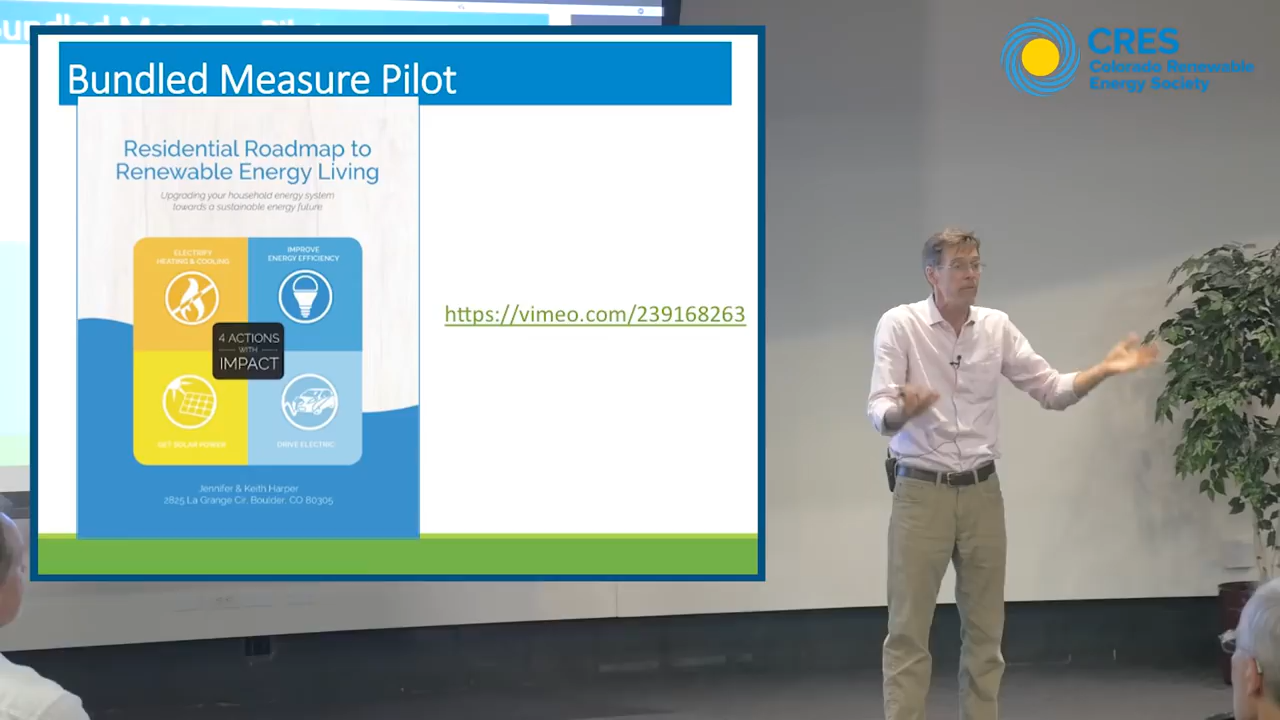 Bundled Measure Pilot
CRES
Colorado Renewable
Energy Society
Residential Roadmap to
Renewable Energy Living
Upgrading your household energy system
towards a sustainable energy future
ELECTRIFY
HEATING & COOLING
IMPROVE
ENERGY EFFICIENCY
4 ACTIONS
WITH
IMPACT
GET SOLAR POWER
DRIVE ELECTRIC
https://vimeo.com/239168263
Jennifer & Keith Harper
2825 La Grange Cir. Boulder, CO 80305